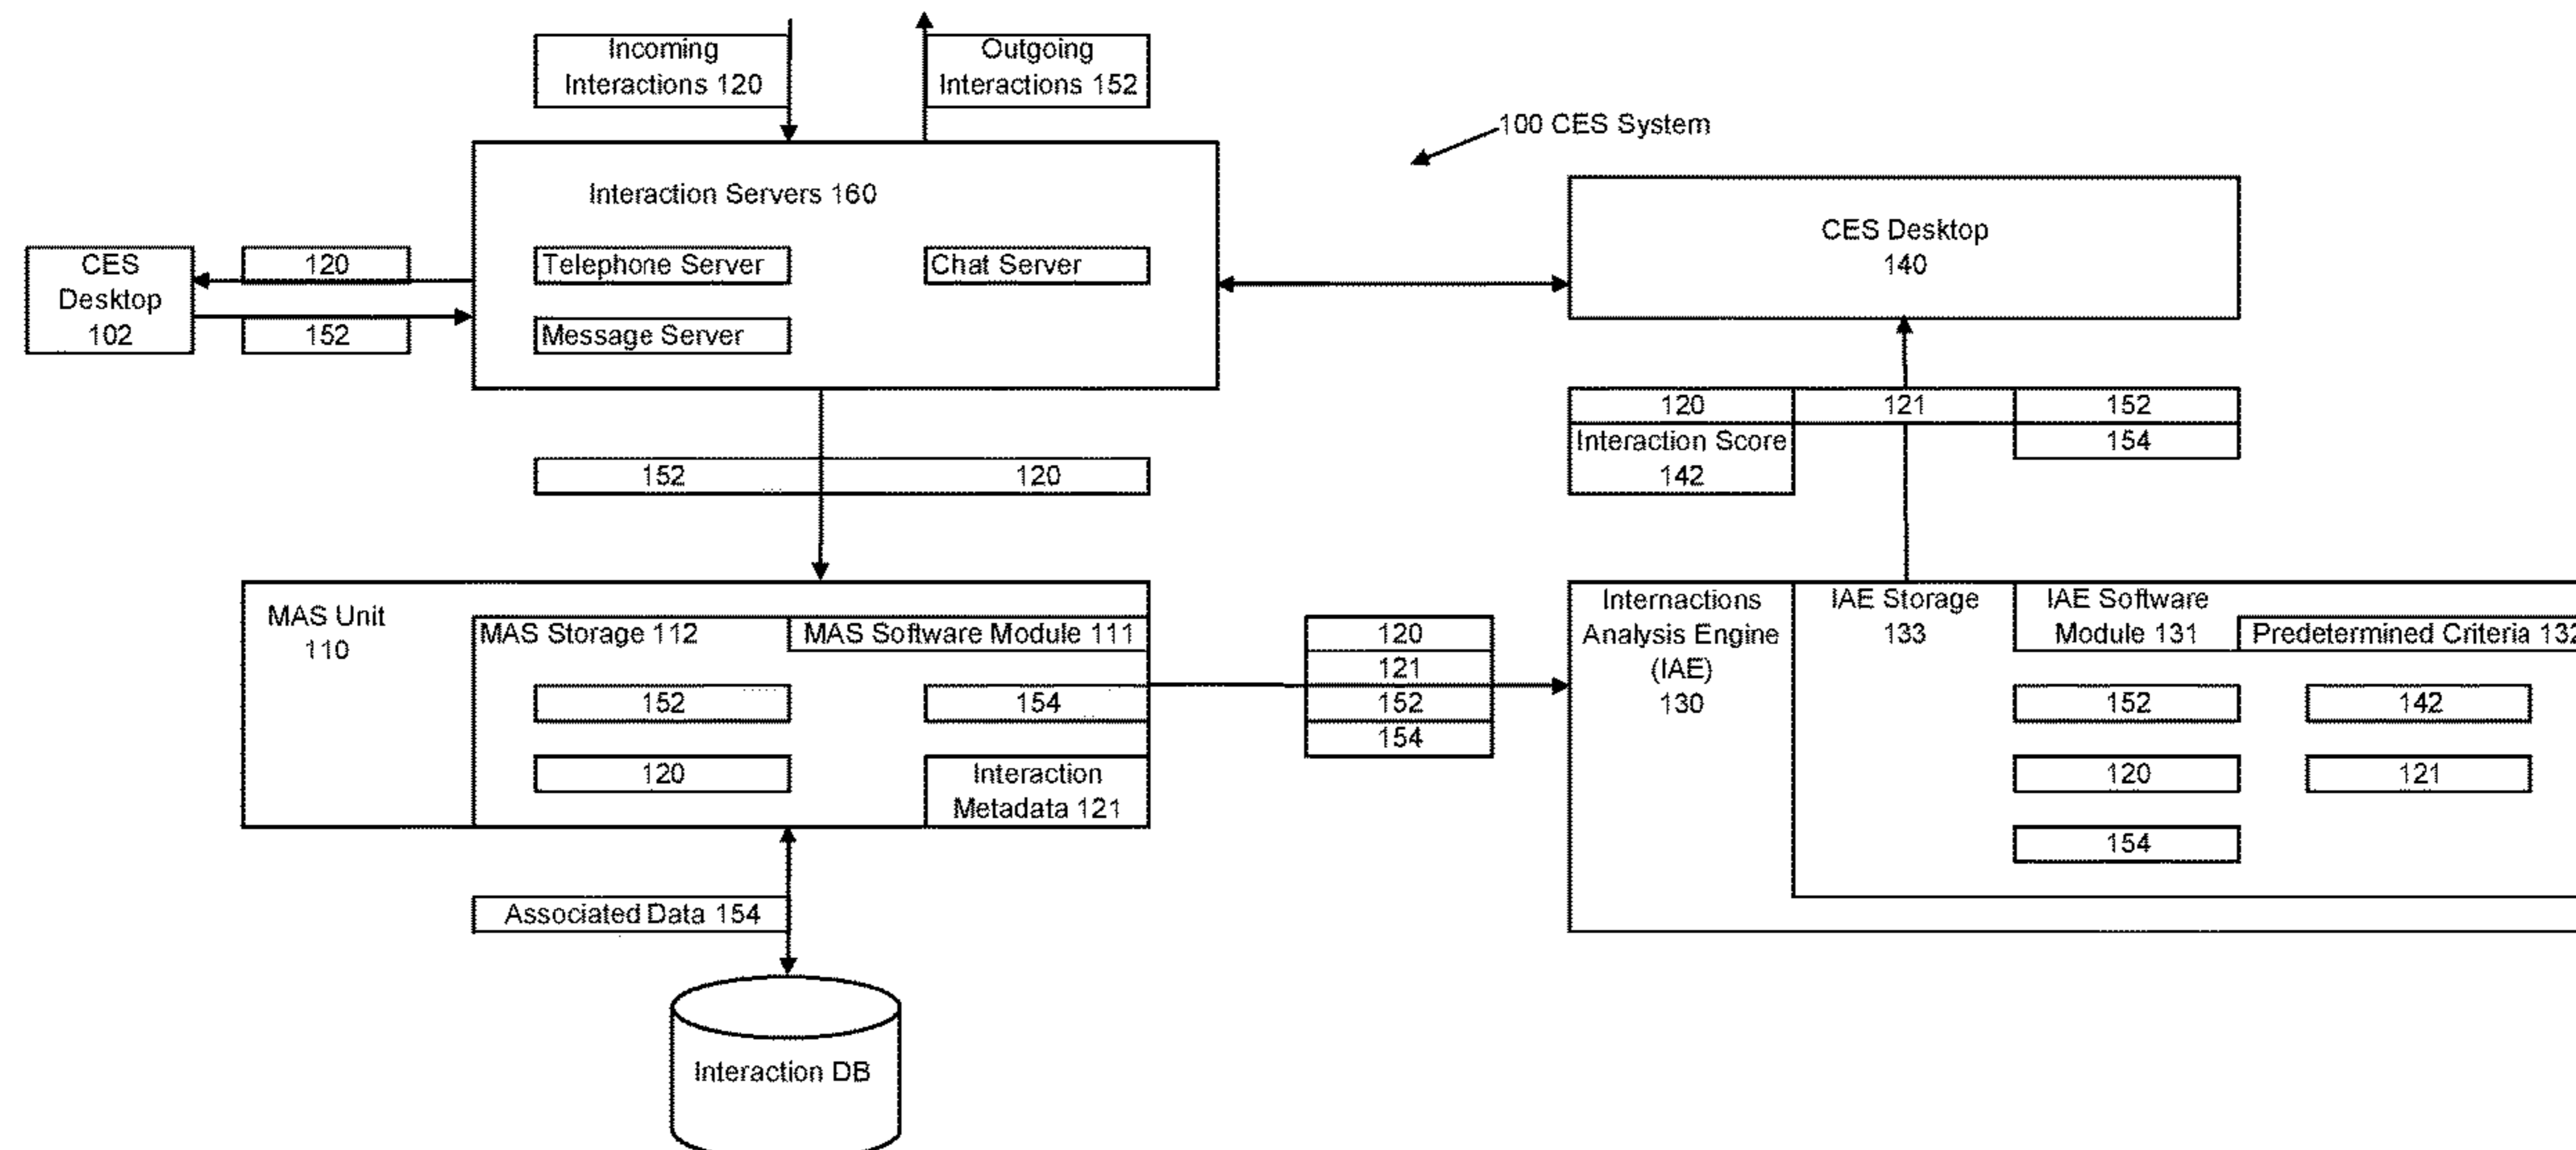 Incoming
Interactions 120
Outgoing
Interactions 152
100 CES System
Interaction Servers 160
Telephone Server
Chat Server
Message Server
CES
Desktop
102
120
152
CES Desktop
140
120
121
152
Interaction Score
142
154
152
120
MAS Unit
110
MAS Storage 112
MAS Software Module 111
152
154
120
Interaction
Metadata 121
120
121
152
154
Internactions
Analysis Engine
(IAE)
130
IAE Storage
133
IAE Software
Module 131
Predetermined Criteria 132
152
142
120
121
154
Associated Data 154
Interaction DB